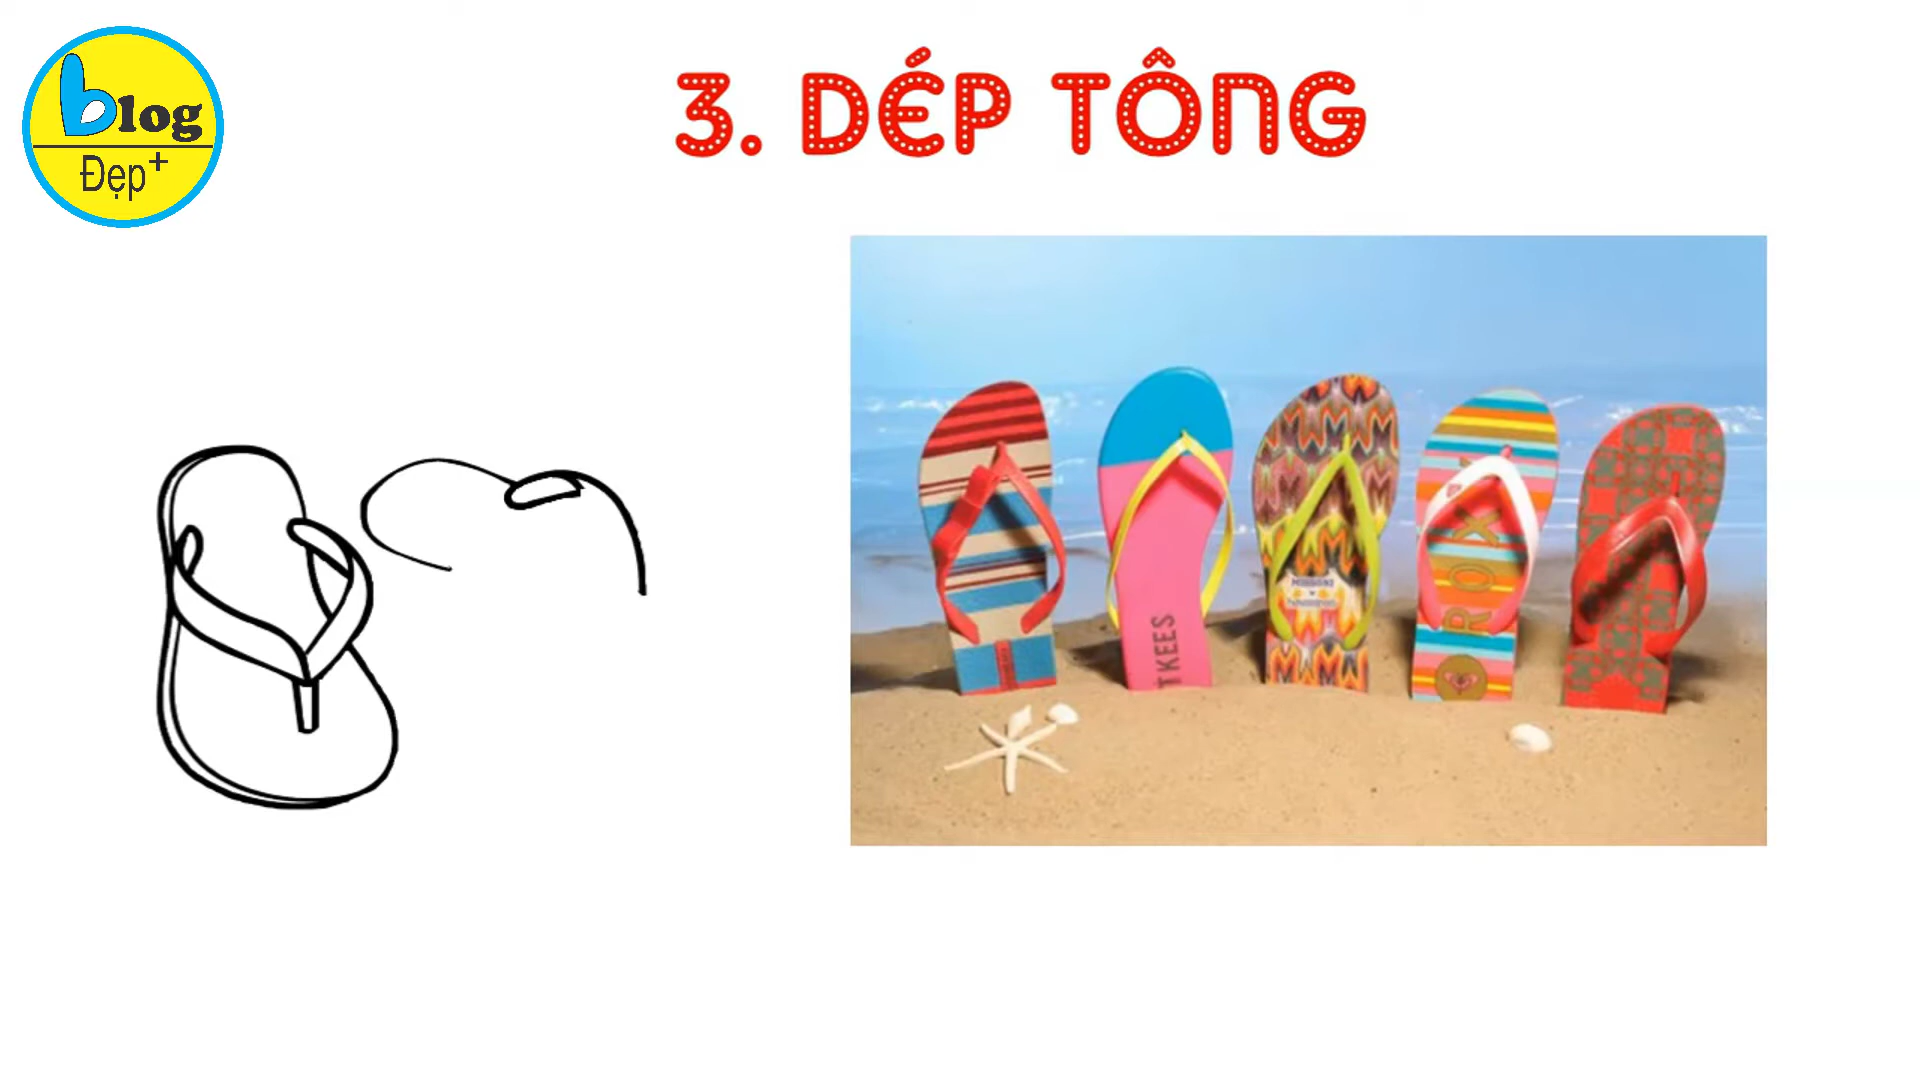 blog
Đẹp+
3. DÉP TÔNG
TKEES
ROX